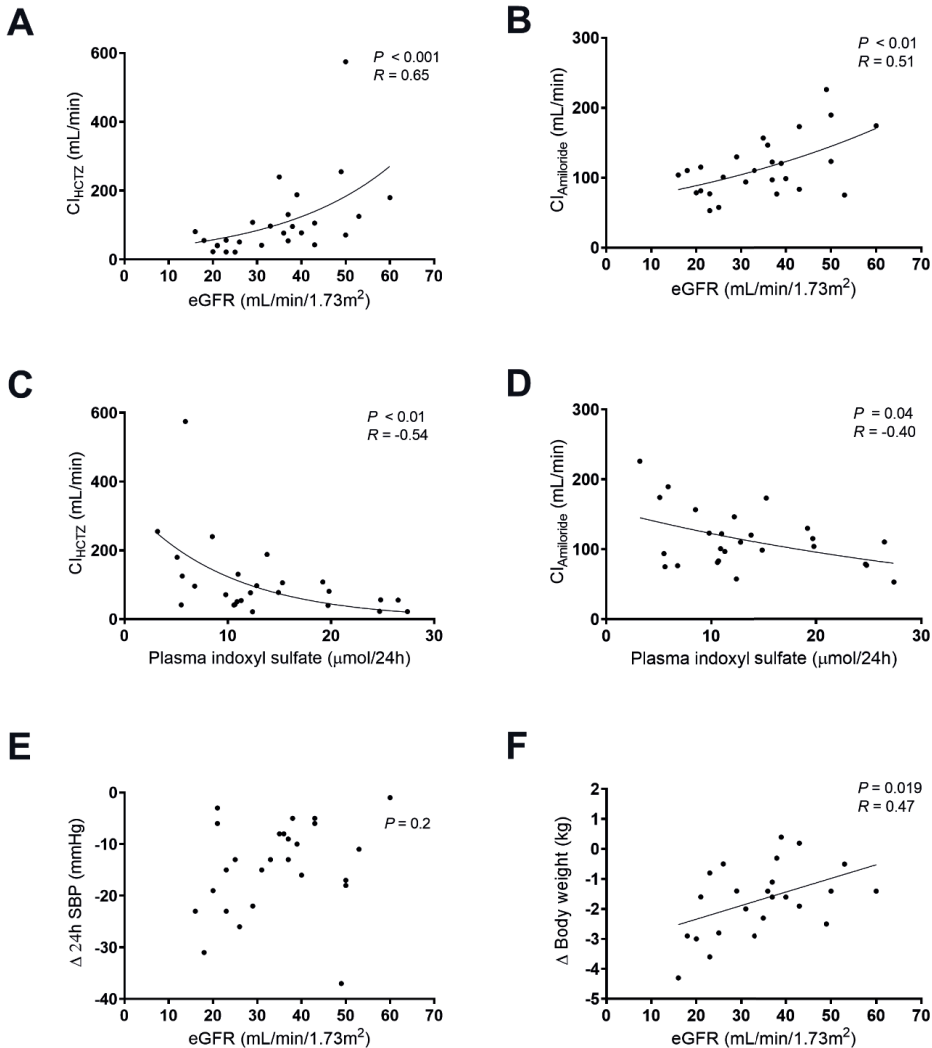 A
600
400
200
0
Cl_HCTZ (mL/min)
P < 0.001
R = 0.65
0 10 20 30 40 50 60 70
eGFR (mL/min/1.73m²)
B
300
200
100
0
Cl_Amiloride (mL/min)
P < 0.01
R = 0.51
0 10 20 30 40 50 60 70
eGFR (mL/min/1.73m²)
C
600
400
200
0
Cl_HCTZ (mL/min)
P < 0.01
R = -0.54
0 10 20 30
Plasma indoxyl sulfate (μmol/24h)
D
300
200
100
0
Cl_Amiloride (mL/min)
P = 0.04
R = -0.40
0 10 20 30
Plasma indoxyl sulfate (μmol/24h)
E
0
-10
-20
-30
-40
Δ 24h SBP (mmHg)
P = 0.2
0 10 20 30 40 50 60 70
eGFR (mL/min/1.73m²)
F
2
1
0
-1
-2
-3
-4
-5
Δ Body weight (kg)
P = 0.019
R = 0.47
0 10 20 30 40 50 60 70
eGFR (mL/min/1.73m²)